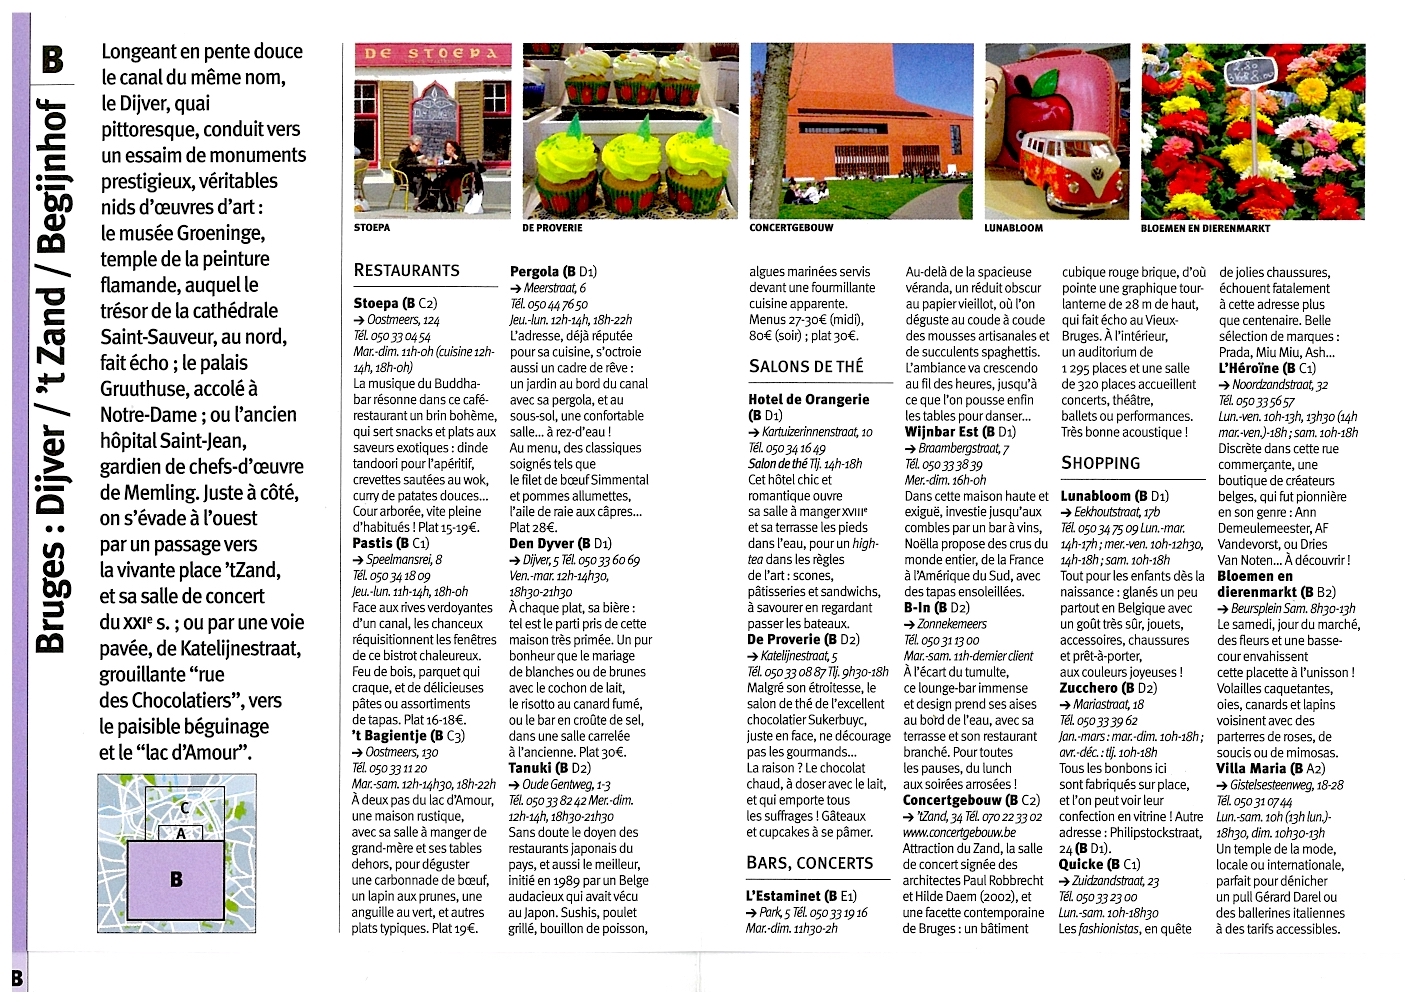 B
Bruges : Dijver / 't Zand / Begijnhof
Longeant en pente douce
le canal du même nom,
le Dijver, quai
pittoresque, conduit vers
un essaim de monuments
prestigieux, véritables
nids d'œuvres d'art :
le musée Groeninge,
temple de la peinture
flamande, auquel le
trésor de la cathédrale
Saint-Sauveur, au nord,
fait écho ; le palais
Gruuthuse, accolé à
Notre-Dame ; ou l'ancien
hôpital Saint-Jean,
gardien de chefs-d'œuvre
de Memling. Juste à côté,
on s'évade à l'ouest
par un passage vers
la vivante place 'tZand,
et sa salle de concert
du XXIe s. ; ou par une voie
pavée, de Katelijnestraat,
grouillante “rue
des Chocolatiers”, vers
le paisible béguinage
et le “lac d'Amour”.
C
A
B
B
DE STOEPA
STOEPA
DE PROVERIE
CONCERTGEBOUW
LUNABLOOM
BLOEMEN EN DIERENMARKT
RESTAURANTS
Stoepa (B C2)
→ Oostmeers, 124
Tél. 050 33 04 54
Mar.-dim. 11h-0h (cuisine 12h-
14h, 18h-0h)
La musique du Buddha-
bar résonne dans ce café-
restaurant un brin bohème,
qui sert snacks et plats aux
saveurs exotiques : dinde
tandoori pour l'apéritif,
crevettes sautées au wok,
curry de patates douces...
Cour arborée, vite pleine
d'habitués ! Plat 15-19€.
Pastis (B C1)
→ Speelmansrei, 8
Tél. 050 34 18 09
Jeu.-lun. 12h-14h, 18h-0h
Face aux rives verdoyantes
d'un canal, les chanceux
réquisitionnent les fenêtres
de ce bistrot chaleureux.
Feu de bois, parquet qui
craque, et de délicieuses
pâtes ou assortiments
de tapas. Plat 16-18€.
't Bagientje (B C3)
→ Oostmeers, 130
Tél. 050 33 11 20
Mar.-sam. 12h-14h30, 18h-22h
À deux pas du lac d'Amour,
une maison rustique,
avec sa salle à manger de
grand-mère et ses tables
dehors, pour déguster
une carbonnade de bœuf,
un lapin aux prunes, une
anguille au vert, et autres
plats typiques. Plat 19€.
Pergola (B D1)
→ Meerstraat, 6
Tél. 050 44 76 50
Jeu.-lun. 12h-14h, 18h-22h
L'adresse, déjà réputée
pour sa cuisine, s'octroie
aussi un cadre de rêve :
un jardin au bord du canal
avec sa pergola, et au
sous-sol, une confortable
salle... à rez-d'eau !
Au menu, des classiques
soignés tels que
le filet de bœuf Simmental
et pommes allumettes,
l'aile de raie aux câpres...
Plat 28€.
Den Dyver (B D1)
→ Dijver, 5 Tél. 050 33 60 69
Ven.-mar. 12h-14h30,
18h30-21h30
À chaque plat, sa bière :
tel est le parti pris de cette
maison très primée. Un pur
bonheur que le mariage
de blanches ou de brunes
avec le cochon de lait,
le risotto au canard fumé,
ou le bar en croûte de sel,
dans une salle carrelée
à l'ancienne. Plat 30€.
Tanuki (B D2)
→ Oude Gentweg, 1-3
Tél. 050 33 82 42 Mer.-dim.
12h-14h, 18h30-21h30
Sans doute le doyen des
restaurants japonais du
pays, et aussi le meilleur,
initié en 1989 par un Belge
audacieux qui avait vécu
au Japon. Sushis, poulet
grillé, bouillon de poisson,
algues marinées servis
devant une fourmillante
cuisine apparente.
Menus 27-30€ (midi),
80€ (soir) ; plat 30€.
SALONS DE THÉ
Hotel de Orangerie
(B D1)
→ Kartuizerinnenstraat, 10
Tél. 050 34 16 49
Salon de thé Tlj. 14h-18h
Cet hôtel chic et
romantique ouvre
sa salle à manger XVIIIe
et sa terrasse les pieds
dans l'eau, pour un high-
tea dans les règles
de l'art : scones,
pâtisseries et sandwichs,
à savourer en regardant
passer les bateaux.
De Proverie (B D2)
→ Katelijnestraat, 5
Tél. 050 33 08 87 Tlj. 9h30-18h
Malgré son étroitesse, le
salon de thé de l'excellent
chocolatier Sukerbuyc,
juste en face, ne décourage
pas les gourmands...
La raison ? Le chocolat
chaud, à doser avec le lait,
et qui emporte tous
les suffrages ! Gâteaux
et cupcakes à se pâmer.
BARS, CONCERTS
L'Estaminet (B E1)
→ Park, 5 Tél. 050 33 19 16
Mar.-dim. 11h30-2h
Au-delà de la spacieuse
véranda, un réduit obscur
au papier vieillot, où l'on
déguste au coude à coude
des mousses artisanales et
de succulents spaghettis.
L'ambiance va crescendo
au fil des heures, jusqu'à
ce que l'on pousse enfin
les tables pour danser...
Wijnbar Est (B D1)
→ Braambergstraat, 7
Tél. 050 33 38 39
Mer.-dim. 16h-0h
Dans cette maison haute et
exiguë, investie jusqu'aux
combles par un bar à vins,
Noëlla propose des crus du
monde entier, de la France
à l'Amérique du Sud, avec
des tapas ensoleillées.
B-In (B D2)
→ Zonnekemeers
Tél. 050 31 13 00
Mar.-sam. 11h-dernier client
À l'écart du tumulte,
ce lounge-bar immense
et design prend ses aises
au bord de l'eau, avec sa
terrasse et son restaurant
branché. Pour toutes
les pauses, du lunch
aux soirées arrosées !
Concertgebouw (B C2)
→ 'tZand, 34 Tél. 070 22 33 02
www.concertgebouw.be
Attraction du Zand, la salle
de concert signée des
architectes Paul Robbrecht
et Hilde Daem (2002), et
une facette contemporaine
de Bruges : un bâtiment
cubique rouge brique, d'où
pointe une graphique tour-
lanterne de 28 m de haut,
qui fait écho au Vieux-
Bruges. À l'intérieur,
un auditorium de
1 295 places et une salle
de 320 places accueillent
concerts, théâtre,
ballets ou performances.
Très bonne acoustique !
SHOPPING
Lunabloom (B D1)
→ Eekhoutstraat, 17b
Tél. 050 34 75 09 Lun.-mar.
14h-17h ; mer.-ven. 10h-12h30,
14h-18h ; sam. 10h-18h
Tout pour les enfants dès la
naissance : glanés un peu
partout en Belgique avec
un goût très sûr, jouets,
accessoires, chaussures
et prêt-à-porter,
aux couleurs joyeuses !
Zucchero (B D2)
→ Mariastraat, 18
Tél. 050 33 39 62
Jan.-mars : mar.-dim. 10h-18h ;
avr.-déc. : tlj. 10h-18h
Tous les bonbons ici
sont fabriqués sur place,
et l'on peut voir leur
confection en vitrine ! Autre
adresse : Philipstockstraat,
24 (B D1).
Quicke (B C1)
→ Zuidzandstraat, 23
Tél. 050 33 23 00
Lun.-sam. 10h-18h30
Les fashionistas, en quête
de jolies chaussures,
échouent fatalement
à cette adresse plus
que centenaire. Belle
sélection de marques :
Prada, Miu Miu, Ash...
L'Héroïne (B C1)
→ Noordzandstraat, 32
Tél. 050 33 56 57
Lun.-ven. 10h-13h, 13h30 (14h
mar.-ven.)-18h ; sam. 10h-18h
Discrète dans cette rue
commerçante, une
boutique de créateurs
belges, qui fut pionnière
en son genre : Ann
Demeulemeester, AF
Vandevorst, ou Dries
Van Noten... À découvrir !
Bloemen en
dierenmarkt (B B2)
→ Beursplein Sam. 8h30-13h
Le samedi, jour du marché,
des fleurs et une basse-
cour envahissent
cette placette à l'unisson !
Volailles caquetantes,
oies, canards et lapins
voisinent avec des
parterres de roses, de
soucis ou de mimosas.
Villa Maria (B A2)
→ Gistelsesteenweg, 18-28
Tél. 050 31 07 44
Lun.-sam. 10h (13h lun.)-
18h30, dim. 10h30-13h
Un temple de la mode,
locale ou internationale,
parfait pour dénicher
un pull Gérard Darel ou
des ballerines italiennes
à des tarifs accessibles.